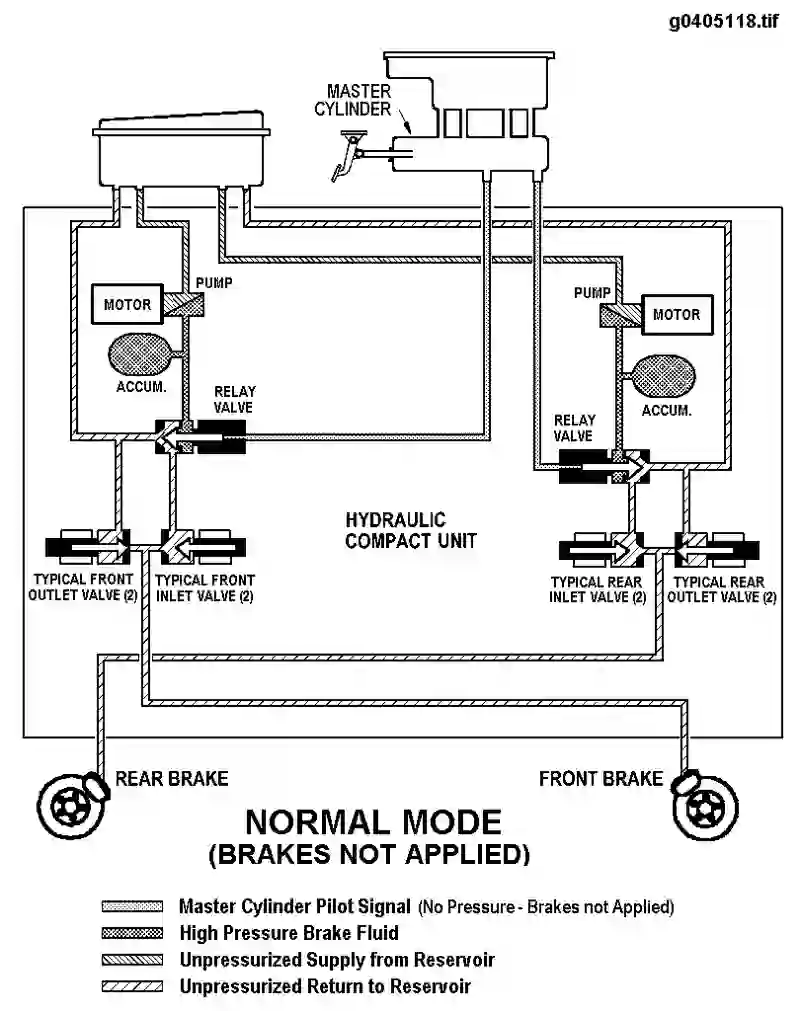 g0405118.tif
MASTER
CYLINDER
PUMP
MOTOR
PUMP
MOTOR
ACCUM.
ACCUM.
RELAY
VALVE
RELAY
VALVE
HYDRAULIC
COMPACT UNIT
TYPICAL FRONT
OUTLET VALVE (2)
TYPICAL FRONT
INLET VALVE (2)
TYPICAL REAR
INLET VALVE (2)
TYPICAL REAR
OUTLET VALVE (2)
REAR BRAKE
FRONT BRAKE
NORMAL MODE
(BRAKES NOT APPLIED)
Master Cylinder Pilot Signal (No Pressure - Brakes not Applied)
High Pressure Brake Fluid
Unpressurized Supply from Reservoir
Unpressurized Return to Reservoir